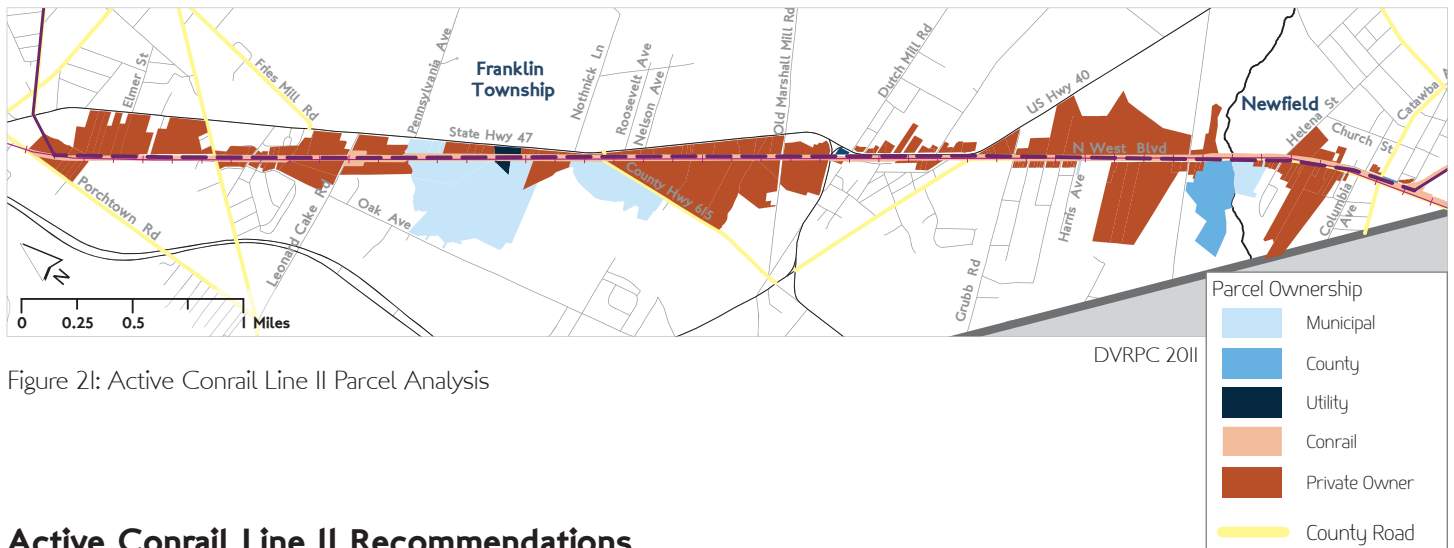 Elmer St
Fries Mill Rd
Pennsylvania Ave
Franklin
Township
Nothnick Ln
Roosevelt Ave
Nelson Ave
Old Marshall Mill Rd
Dutch Mill Rd
US Hwy 40
Newfield
Helena St
Church St
Catawba
State Hwy 47
N West Blvd
Porchtown Rd
Leonard Cake Rd
Oak Ave
County Hwy 615
Harris Ave
Grubb Rd
Columbia
Ave
N
0 0.25 0.5 1 Miles
Parcel Ownership
Municipal
County
Utility
Conrail
Private Owner
County Road
DVRPC 2011
Figure 21: Active Conrail Line 11 Parcel Analysis
Active Conrail Line 11 Recommendations